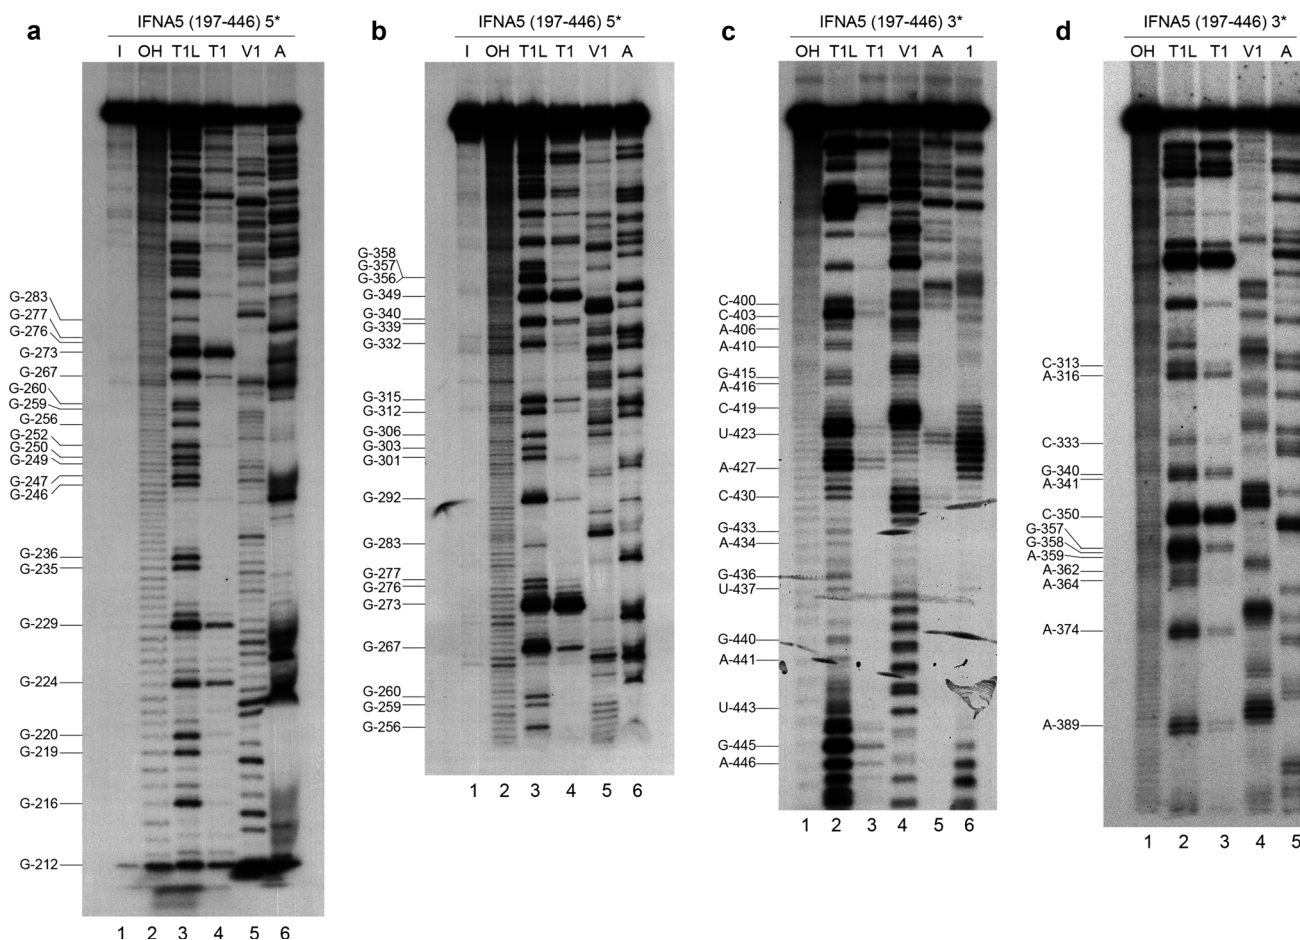 a
IFNA5 (197-446) 5*
I OH T1L T1 V1 A
G-283
G-277
G-276
G-273
G-267
G-260
G-259
G-256
G-252
G-250
G-249
G-247
G-246
G-236
G-235
G-229
G-224
G-220
G-219
G-216
G-212
1 2 3 4 5 6
b
IFNA5 (197-446) 5*
I OH T1L T1 V1 A
G-358
G-357
G-356
G-349
G-340
G-339
G-332
G-315
G-312
G-306
G-303
G-301
G-292
G-283
G-277
G-276
G-273
G-267
G-260
G-259
G-256
1 2 3 4 5 6
c
IFNA5 (197-446) 3*
OH T1L T1 V1 A 1
C-400
C-403
A-406
A-410
G-415
A-416
C-419
U-423
A-427
C-430
G-433
A-434
G-436
U-437
G-440
A-441
U-443
G-445
A-446
1 2 3 4 5 6
d
IFNA5 (197-446) 3*
OH T1L T1 V1 A
C-313
A-316
C-333
G-340
A-341
C-350
G-357
G-358
A-359
A-362
A-364
A-374
A-389
1 2 3 4 5